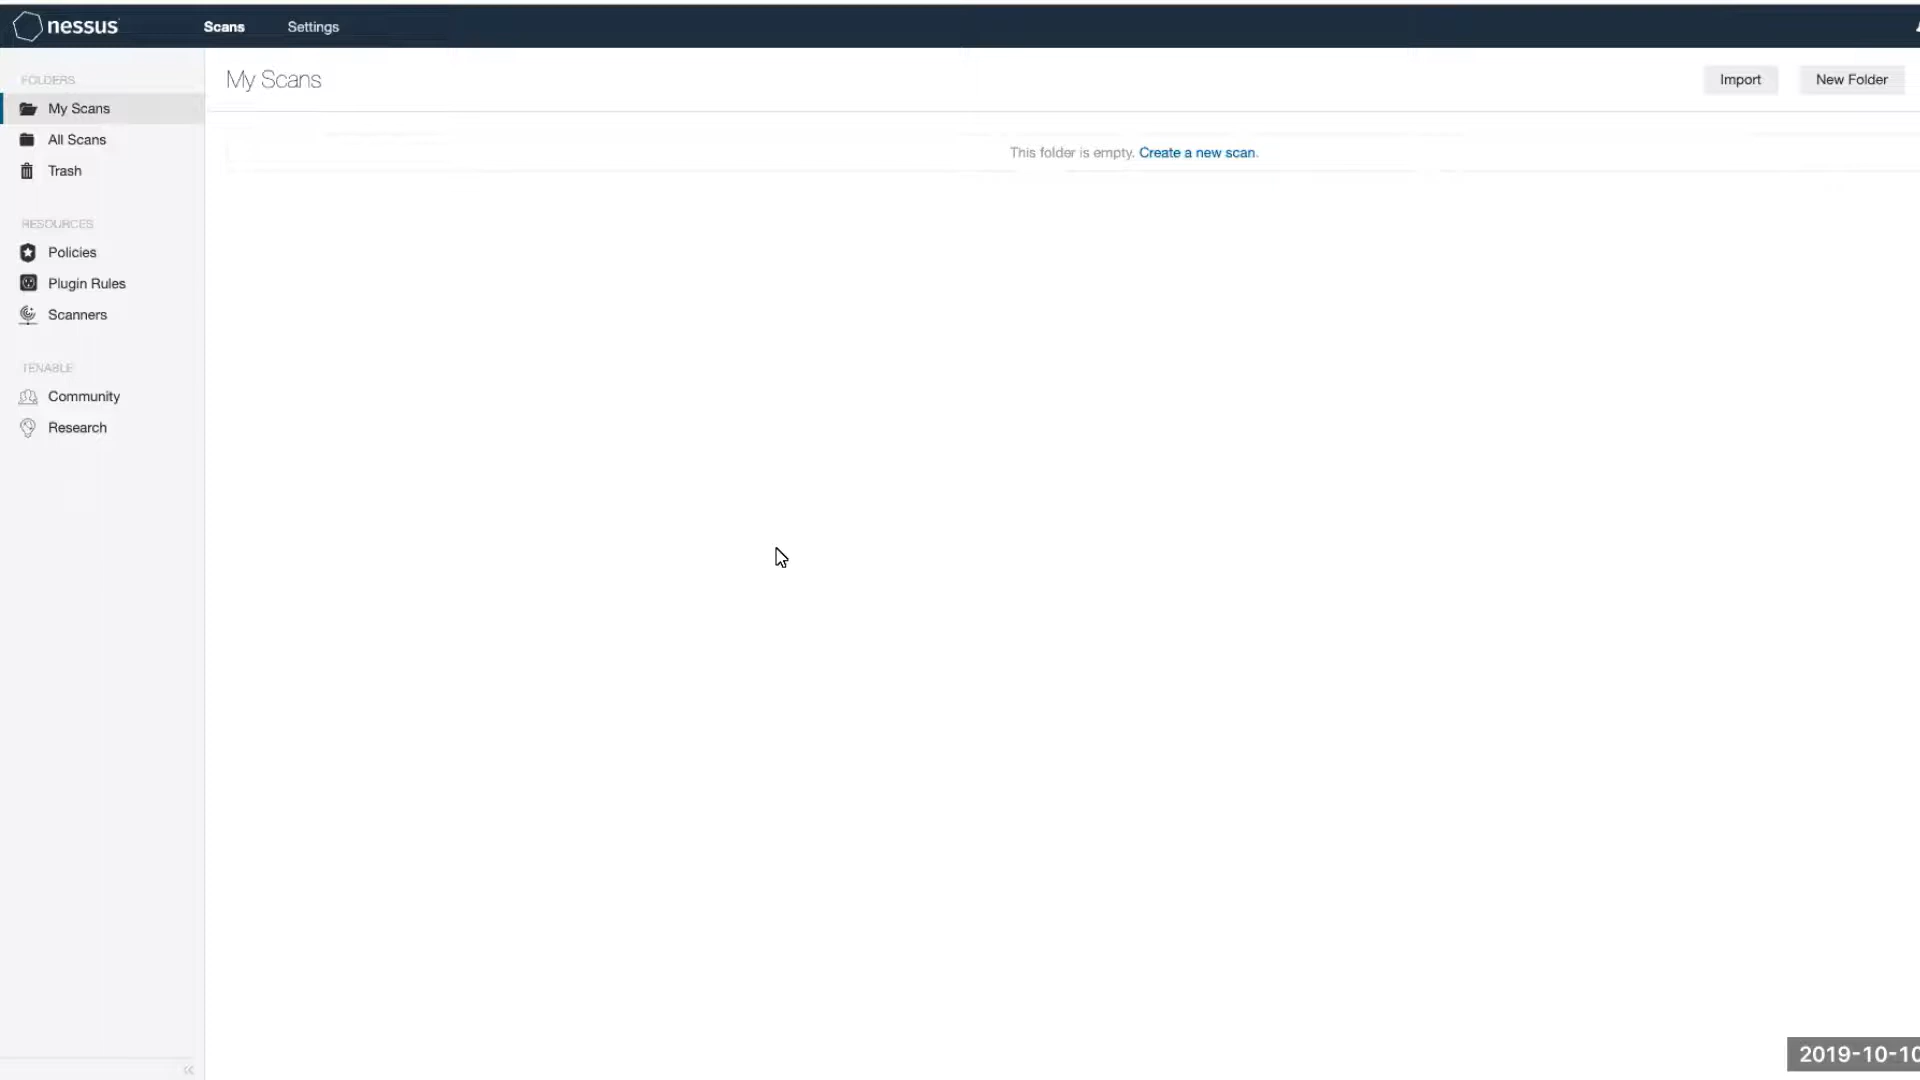 nessus
Scans
Settings
FOLDERS
My Scans
All Scans
Trash
RESOURCES
Policies
Plugin Rules
Scanners
TENABLE
Community
Research
My Scans
Import
New Folder
This folder is empty. Create a new scan.
2019-10-10